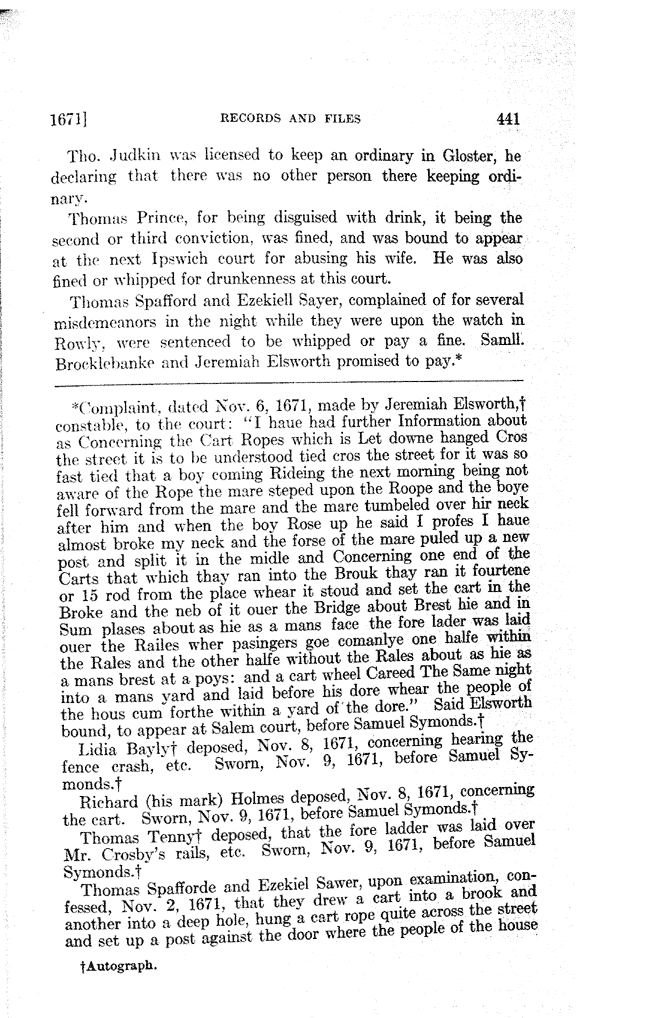 1671] RECORDS AND FILES 441
Tho. Judkin was licensed to keep an ordinary in Gloster, he
declaring that there was no other person there keeping ordi-
nary.
Thomas Prince, for being disguised with drink, it being the
second or third conviction, was fined, and was bound to appear
at the next Ipswich court for abusing his wife. He was also
fined or whipped for drunkenness at this court.
Thomas Spafford and Ezekiell Sayer, complained of for several
misdemeanors in the night while they were upon the watch in
Rowly, were sentenced to be whipped or pay a fine. Samll.
Brocklebanke and Jeremiah Elsworth promised to pay.*
*Complaint, dated Nov. 6, 1671, made by Jeremiah Elsworth,†
constable, to the court: "I haue had further Information about
as Concerning the Cart Ropes which is Let downe hanged Cros
the street it is to be understood tied cros the street for it was so
fast tied that a boy coming Rideing the next morning being not
aware of the Rope the mare steped upon the Roope and the boye
fell forward from the mare and the mare tumbeled over hir neck
after him and when the boy Rose up he said I profes I haue
almost broke my neck and the forse of the mare puled up a new
post and split it in the midle and Concerning one end of the
Carts that which thay ran into the Brouk thay ran it fourtene
or 15 rod from the place whear it stoud and set the cart in the
Broke and the neb of it ouer the Bridge about Brest hie and in
Sum plases about as hie as a mans face the fore lader was laid
ouer the Railes wher pasingers goe comanlye one halfe within
the Rales and the other halfe without the Rales about as hie as
a mans brest at a poys: and a cart wheel Careed The Same night
into a mans yard and laid before his dore whear the people of
the hous cum forthe within a yard of the dore." Said Elsworth
bound, to appear at Salem court, before Samuel Symonds.†
Lidia Bayly† deposed, Nov. 8, 1671, concerning hearing the
fence crash, etc. Sworn, Nov. 9, 1671, before Samuel Sy-
monds.†
Richard (his mark) Holmes deposed, Nov. 8, 1671, concerning
the cart. Sworn, Nov. 9, 1671, before Samuel Symonds.†
Thomas Tenny† deposed, that the fore ladder was laid over
Mr. Crosby's rails, etc. Sworn, Nov. 9, 1671, before Samuel
Symonds.†
Thomas Spafforde and Ezekiel Sawer, upon examination, con-
fessed, Nov. 2, 1671, that they drew a cart into a brook and
another into a deep hole, hung a cart rope quite across the street
and set up a post against the door where the people of the house
†Autograph.